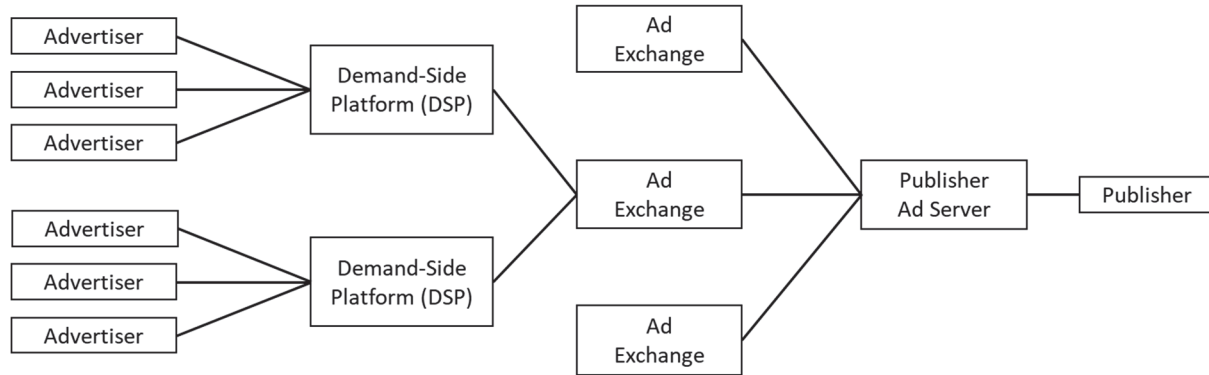 Advertiser
Advertiser
Advertiser
Demand-Side
Platform (DSP)
Advertiser
Advertiser
Advertiser
Demand-Side
Platform (DSP)
Ad
Exchange
Ad
Exchange
Ad
Exchange
Publisher
Ad Server
Publisher